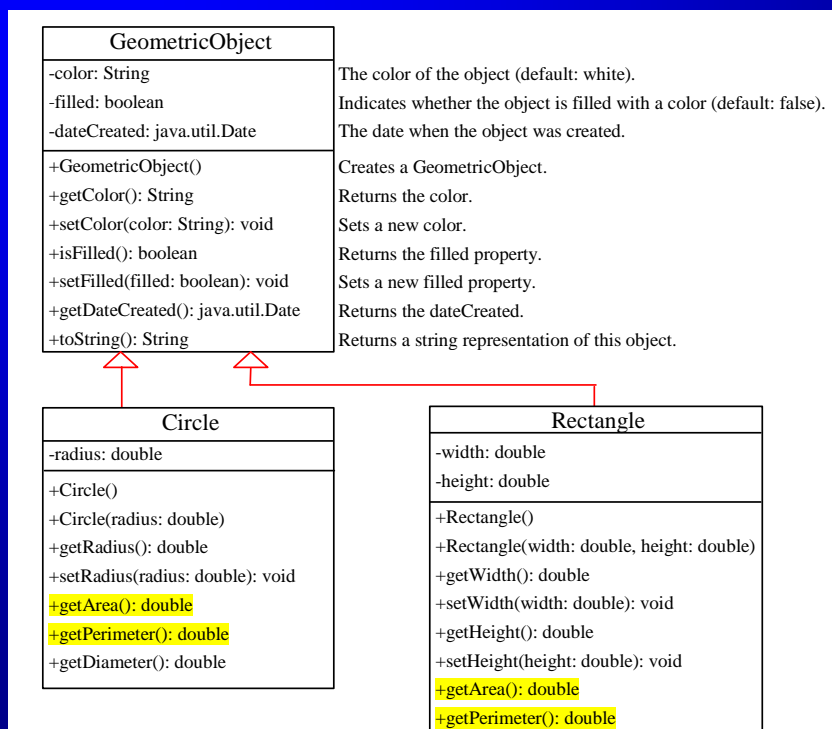 GeometricObject
-color: String The color of the object (default: white).
-filled: boolean Indicates whether the object is filled with a color (default: false).
-dateCreated: java.util.Date The date when the object was created.
+GeometricObject() Creates a GeometricObject.
+getColor(): String Returns the color.
+setColor(color: String): void Sets a new color.
+isFilled(): boolean Returns the filled property.
+setFilled(filled: boolean): void Sets a new filled property.
+getDateCreated(): java.util.Date Returns the dateCreated.
+toString(): String Returns a string representation of this object.
Circle
-radius: double
+Circle()
+Circle(radius: double)
+getRadius(): double
+setRadius(radius: double): void
+getArea(): double
+getPerimeter(): double
+getDiameter(): double
Rectangle
-width: double
-height: double
+Rectangle()
+Rectangle(width: double, height: double)
+getWidth(): double
+setWidth(width: double): void
+getHeight(): double
+setHeight(height: double): void
+getArea(): double
+getPerimeter(): double